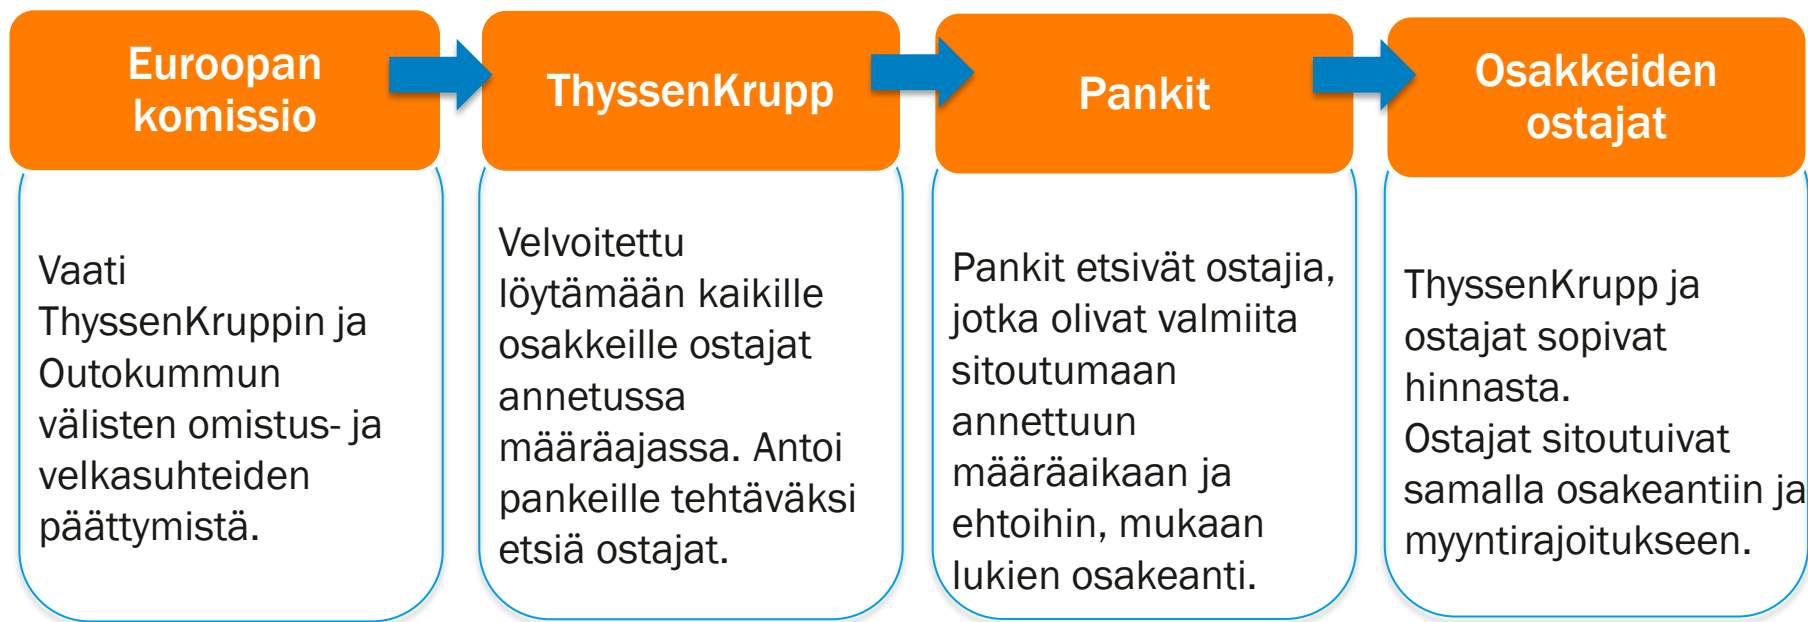 Euroopan
komissio
Vaati
ThyssenKruppin ja
Outokummun
välisten omistus- ja
velkasuhteiden
päättymistä.
ThyssenKrupp
Velvoitettu
löytämään kaikille
osakkeille ostajat
annetussa
määräajassa. Antoi
pankeille tehtäväksi
etsiä ostajat.
Pankit
Pankit etsivät ostajia,
jotka olivat valmiita
sitoutumaan
annettuun
määräaikaan ja
ehtoihin, mukaan
lukien osakeanti.
Osakkeiden
ostajat
ThyssenKrupp ja
ostajat sopivat
hinnasta.
Ostajat sitoutuivat
samalla osakeantiin ja
myyntirajoitukseen.